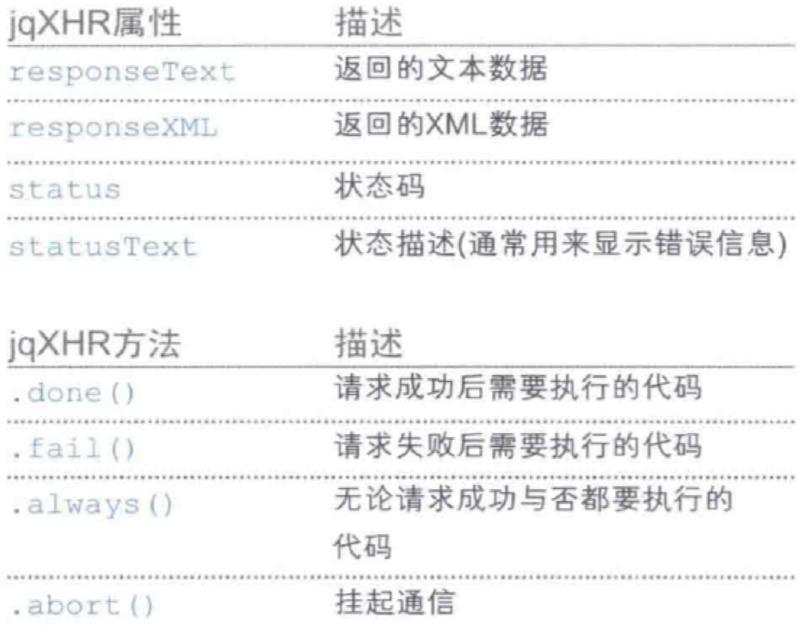 jqXHR属性 描述
responseText 返回的文本数据
responseXML 返回的XML数据
status 状态码
statusText 状态描述(通常用来显示错误信息)
jqXHR方法 描述
.done() 请求成功后需要执行的代码
.fail() 请求失败后需要执行的代码
.always() 无论请求成功与否都要执行的
代码
.abort() 挂起通信